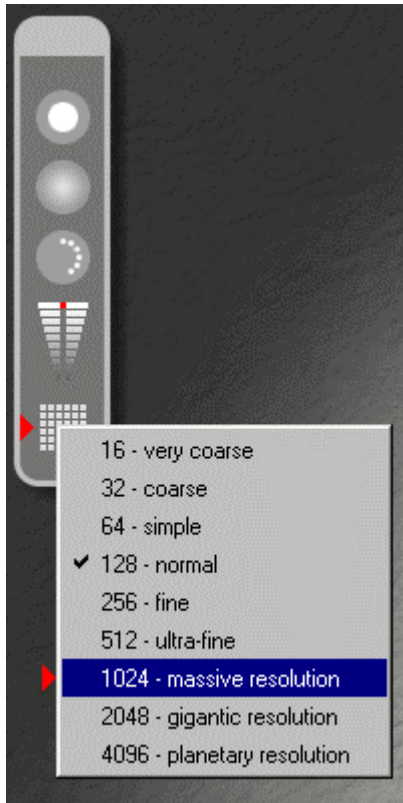 16 - very coarse
32 - coarse
64 - simple
128 - normal
256 - fine
512 - ultra-fine
1024 - massive resolution
2048 - gigantic resolution
4096 - planetary resolution